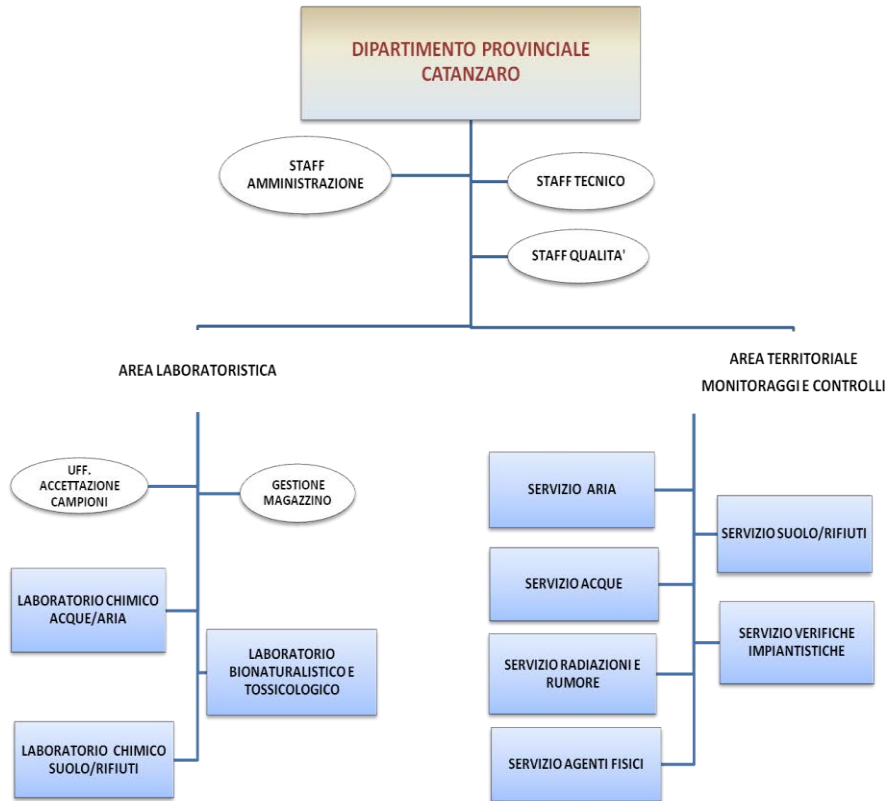 DIPARTIMENTO PROVINCIALE
CATANZARO
STAFF
AMMINISTRAZIONE
STAFF TECNICO
STAFF QUALITA'
AREA LABORATORISTICA
AREA TERRITORIALE
MONITORAGGI E CONTROLLI
UFF.
ACCETTAZIONE
CAMPIONI
GESTIONE
MAGAZZINO
LABORATORIO CHIMICO
ACQUE/ARIA
LABORATORIO
BIONATURALISTICO E
TOSSICOLOGICO
LABORATORIO CHIMICO
SUOLO/RIFIUTI
SERVIZIO ARIA
SERVIZIO SUOLO/RIFIUTI
SERVIZIO ACQUE
SERVIZIO VERIFICHE
IMPIANTISTICHE
SERVIZIO RADIAZIONI E
RUMORE
SERVIZIO AGENTI FISICI